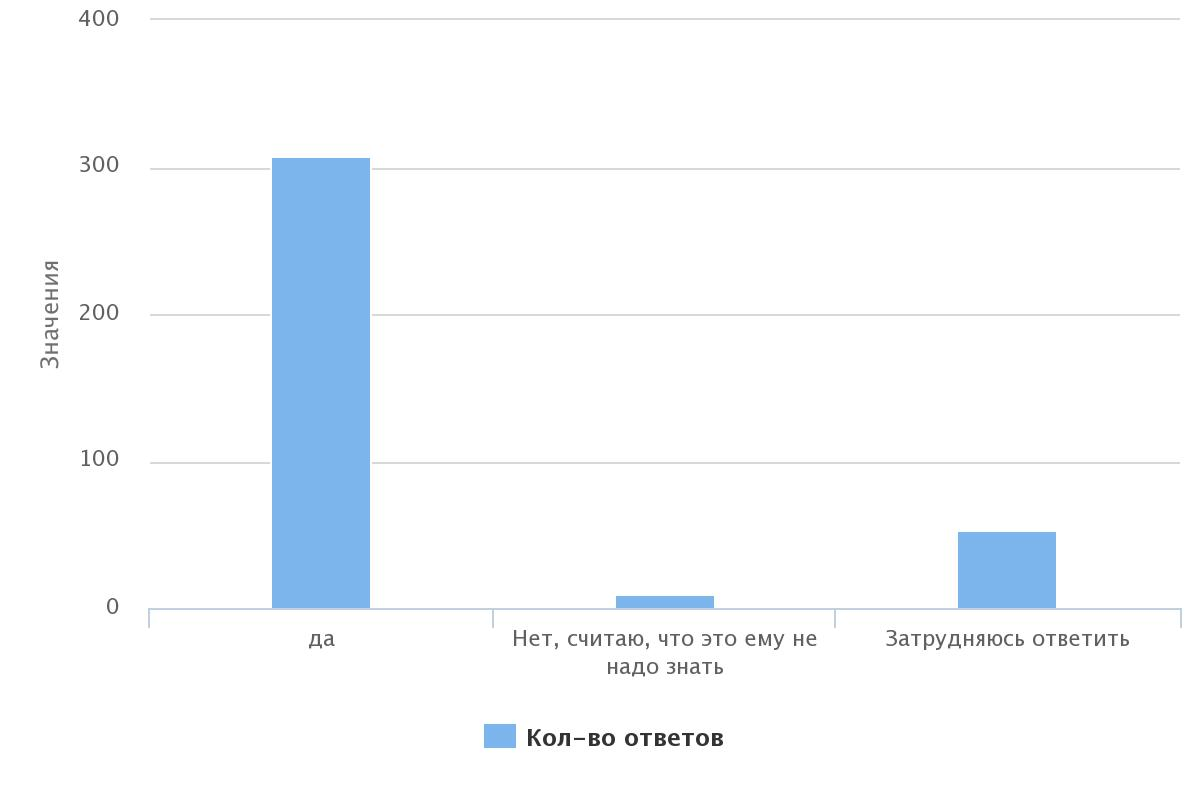 400
300
200
100
0
Значения
да
Нет, считаю, что это ему не
надо знать
Затрудняюсь ответить
Кол-во ответов